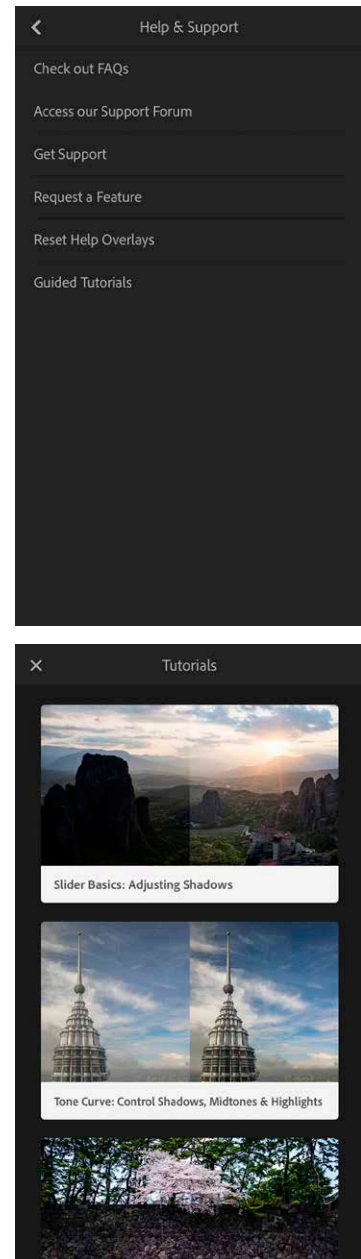 Help & Support
Check out FAQs
Access our Support Forum
Get Support
Request a Feature
Reset Help Overlays
Guided Tutorials
Tutorials
Slider Basics: Adjusting Shadows
Tone Curve: Control Shadows, Midtones & Highlights